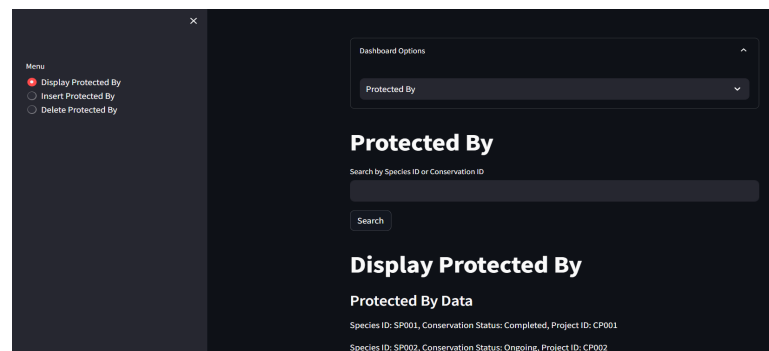 Menu
Display Protected By
Insert Protected By
Delete Protected By
Dashboard Options
Protected By
Protected By
Search by Species ID or Conservation ID
Search
Display Protected By
Protected By Data
Species ID: SP001, Conservation Status: Completed, Project ID: CP001
Species ID: SP002, Conservation Status: Ongoing, Project ID: CP002